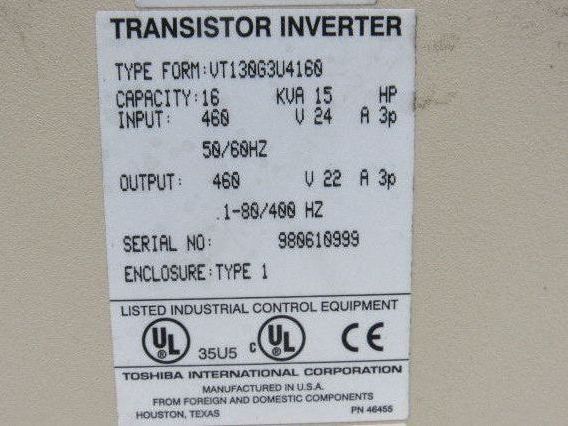 TRANSISTOR INVERTER
TYPE FORM:VT130G3U4160
CAPACITY:16 KVA 15 HP
INPUT: 460 V 24 A 3p
50/60HZ
OUTPUT: 460 V 22 A 3p
.1-80/400 HZ
SERIAL NO: 980610999
ENCLOSURE:TYPE 1
LISTED INDUSTRIAL CONTROL EQUIPMENT
UL 35U5 c UL CE
TOSHIBA INTERNATIONAL CORPORATION
MANUFACTURED IN U.S.A.
FROM FOREIGN AND DOMESTIC COMPONENTS
HOUSTON, TEXAS PN 46455